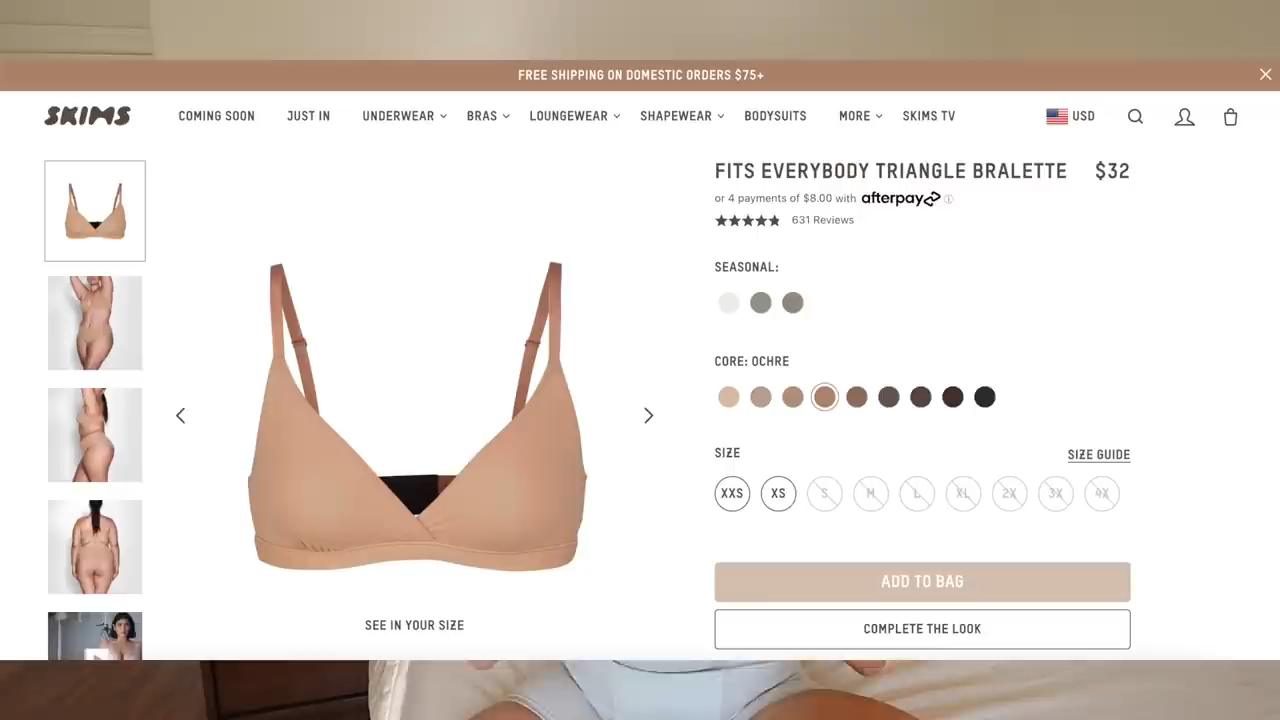 FREE SHIPPING ON DOMESTIC ORDERS $75+
SKIMS
COMING SOON
JUST IN
UNDERWEAR
BRAS
LOUNGEWEAR
SHAPEWEAR
BODYSUITS
MORE
SKIMS TV
USD
FITS EVERYBODY TRIANGLE BRALETTE $32
or 4 payments of $8.00 with afterpay
631 Reviews
SEASONAL:
CORE: OCHRE
SIZE
SIZE GUIDE
XXS XS S M L XL 2X 3X 4X
ADD TO BAG
COMPLETE THE LOOK
SEE IN YOUR SIZE